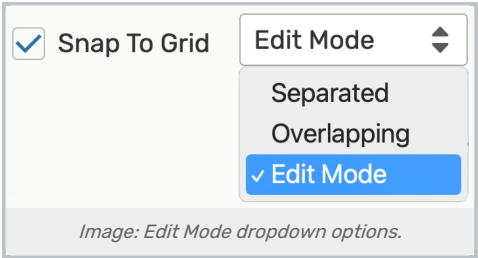 Snap To Grid Edit Mode
Separated
Overlapping
✓ Edit Mode
Image: Edit Mode dropdown options.